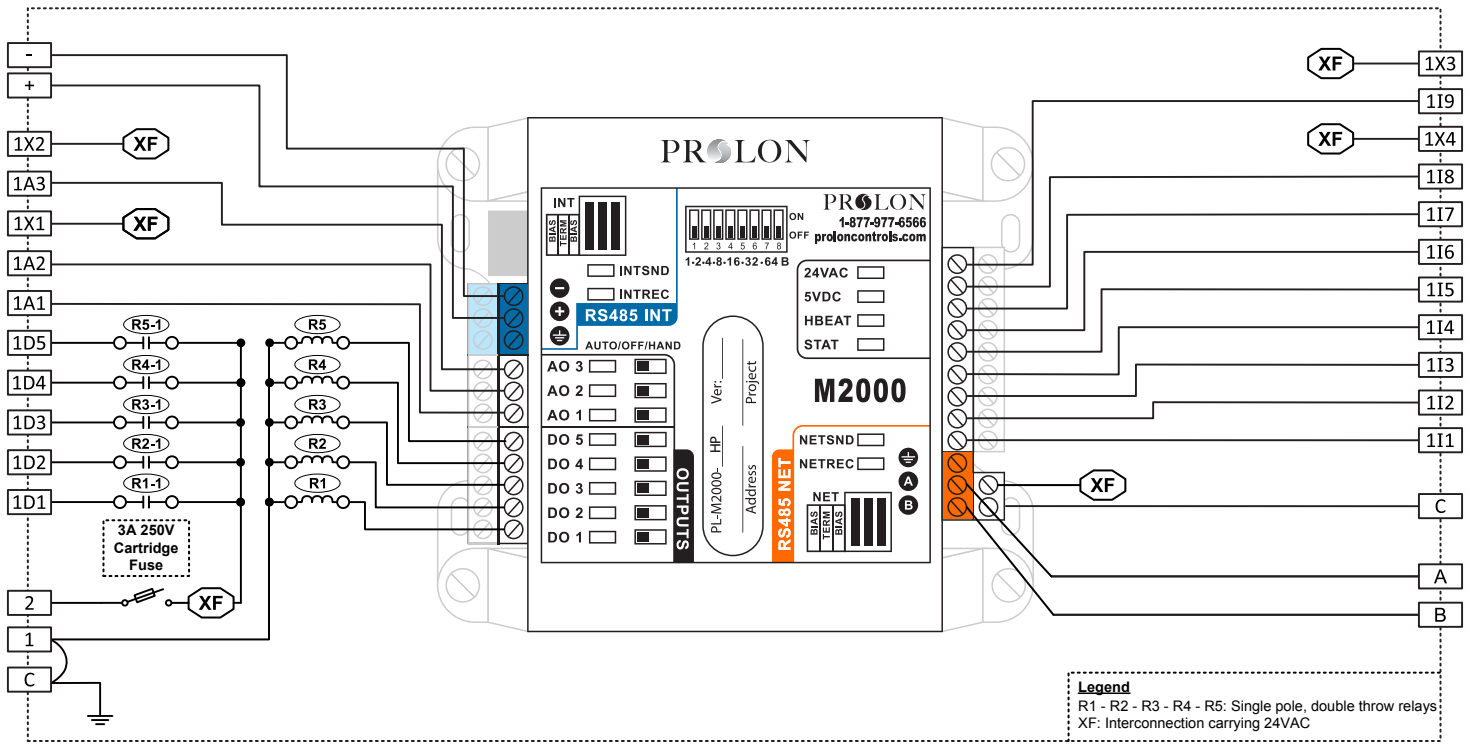 -
+
1X2
XF
1A3
1X1
XF
1A2
1A1
1D5
R5-1
R5
1D4
R4-1
R4
1D3
R3-1
R3
1D2
R2-1
R2
1D1
R1-1
R1
3A 250V
Cartridge
Fuse
2
XF
1
C
PROLON
INT
BIAS
TERM
BIAS
INTSND
INTREC
RS485 INT
AUTO/OFF/HAND
AO 3
AO 2
AO 1
DO 5
DO 4
DO 3
DO 2
DO 1
OUTPUTS
ON
OFF
1 2 3 4 5 6 7 8
1·2·4·8·16·32·64 B
PROLON
1-877-977-6566
proloncontrols.com
24VAC
5VDC
HBEAT
STAT
M2000
PL-M2000-___HP Ver:____
Address Project
RS485 NET
NETSND
NETREC
A
B
NET
BIAS
TERM
BIAS
XF
1X3
1I9
XF
1X4
1I8
1I7
1I6
1I5
1I4
1I3
1I2
1I1
XF
C
A
B
Legend
R1 - R2 - R3 - R4 - R5: Single pole, double throw relays
XF: Interconnection carrying 24VAC